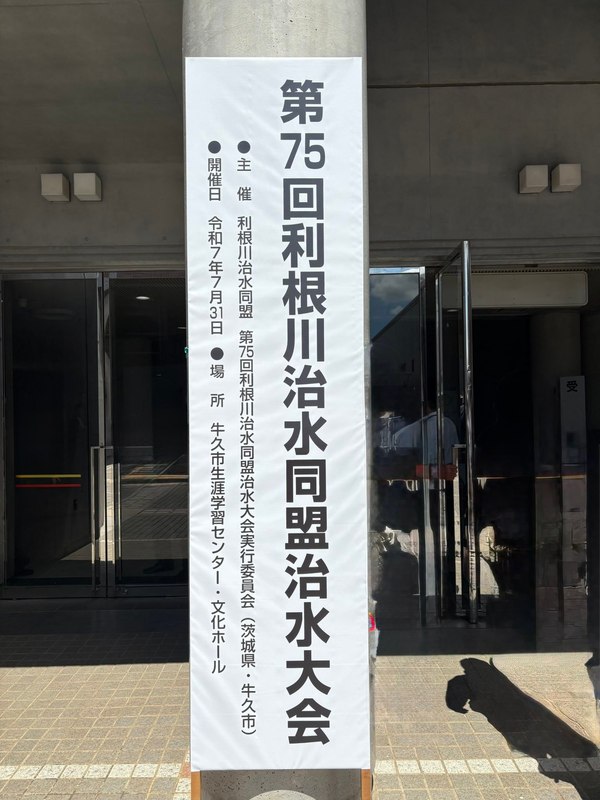 第75回利根川治水同盟治水大会
●主 催 利根川治水同盟 第75回利根川治水同盟治水大会実行委員会（茨城県・牛久市）
●開催日 令和7年7月31日 ●場 所 牛久市生涯学習センター・文化ホール
受